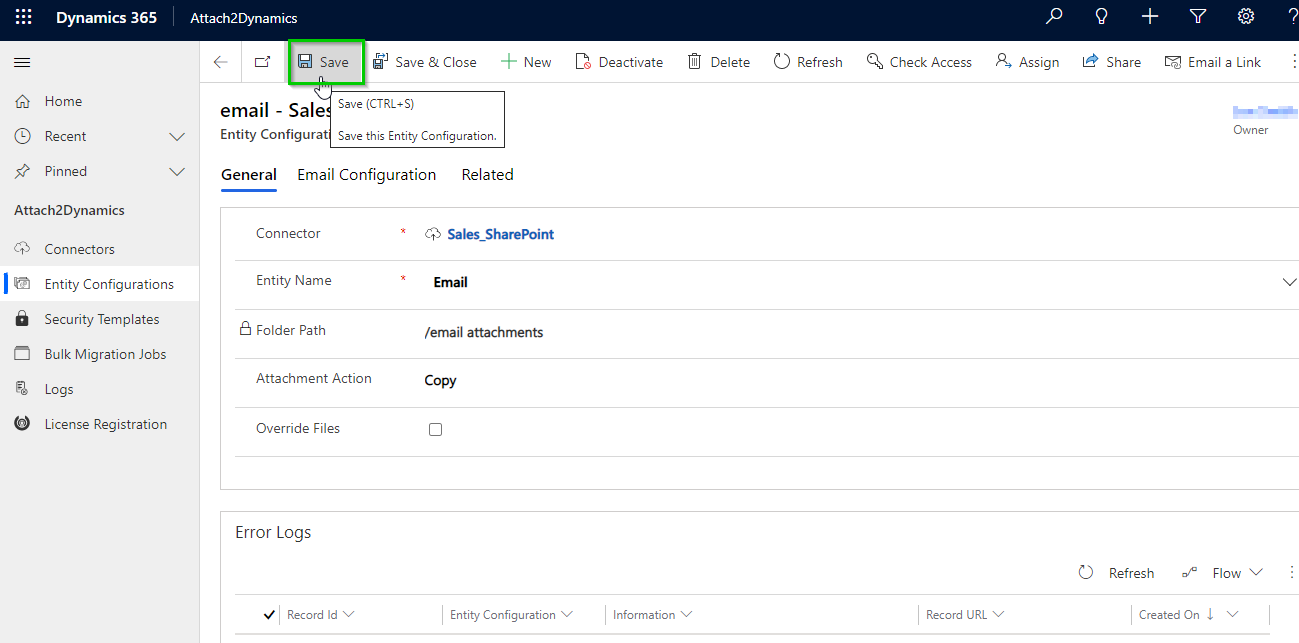 Dynamics 365 Attach2Dynamics ?
Save Save & Close New Deactivate Delete Refresh Check Access Assign Share Email a Link
Home
Recent
Pinned
Attach2Dynamics
Connectors
Entity Configurations
Security Templates
Bulk Migration Jobs
Logs
License Registration
email - Sales
Entity Configurati
Save (CTRL+S)
Save this Entity Configuration.
Owner
General Email Configuration Related
Connector * Sales_SharePoint
Entity Name * Email
Folder Path /email attachments
Attachment Action Copy
Override Files
Error Logs
Refresh Flow
Record Id Entity Configuration Information Record URL Created On